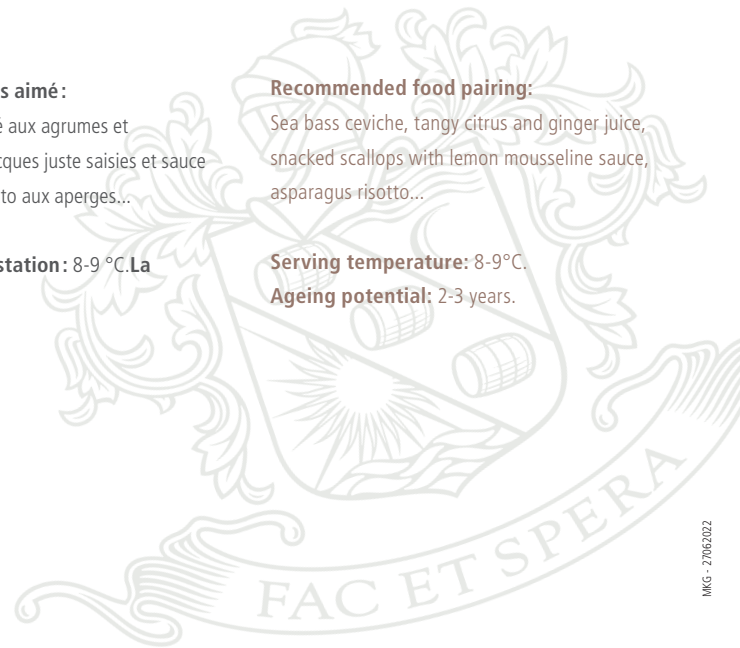 s aimé :
é aux agrumes et
cques juste saisies et sauce
to aux aperges...
station : 8-9 °C.La
Recommended food pairing:
Sea bass ceviche, tangy citrus and ginger juice,
snacked scallops with lemon mousseline sauce,
asparagus risotto...
Serving temperature: 8-9°C.
Ageing potential: 2-3 years.
FAC ET SPERA
MKG - 27062022